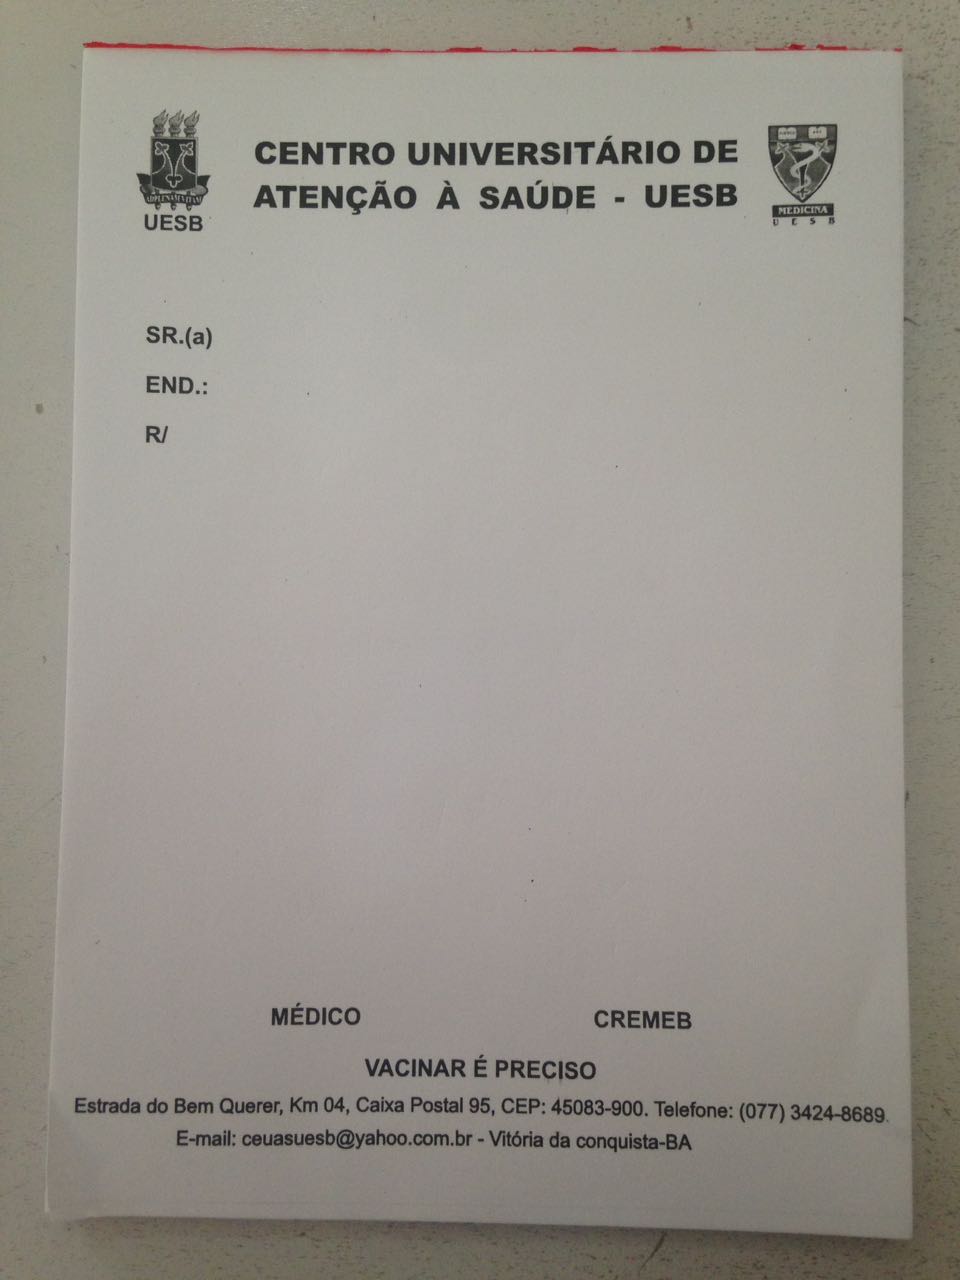 CENTRO UNIVERSITÁRIO DE
ATENÇÃO À SAÚDE - UESB
UESB
MEDICINA
U E S B
SR.(a)
END.:
R/
MÉDICO CREMEB
VACINAR É PRECISO
Estrada do Bem Querer, Km 04, Caixa Postal 95, CEP: 45083-900. Telefone: (077) 3424-8689.
E-mail: ceuasuesb@yahoo.com.br - Vitória da conquista-BA